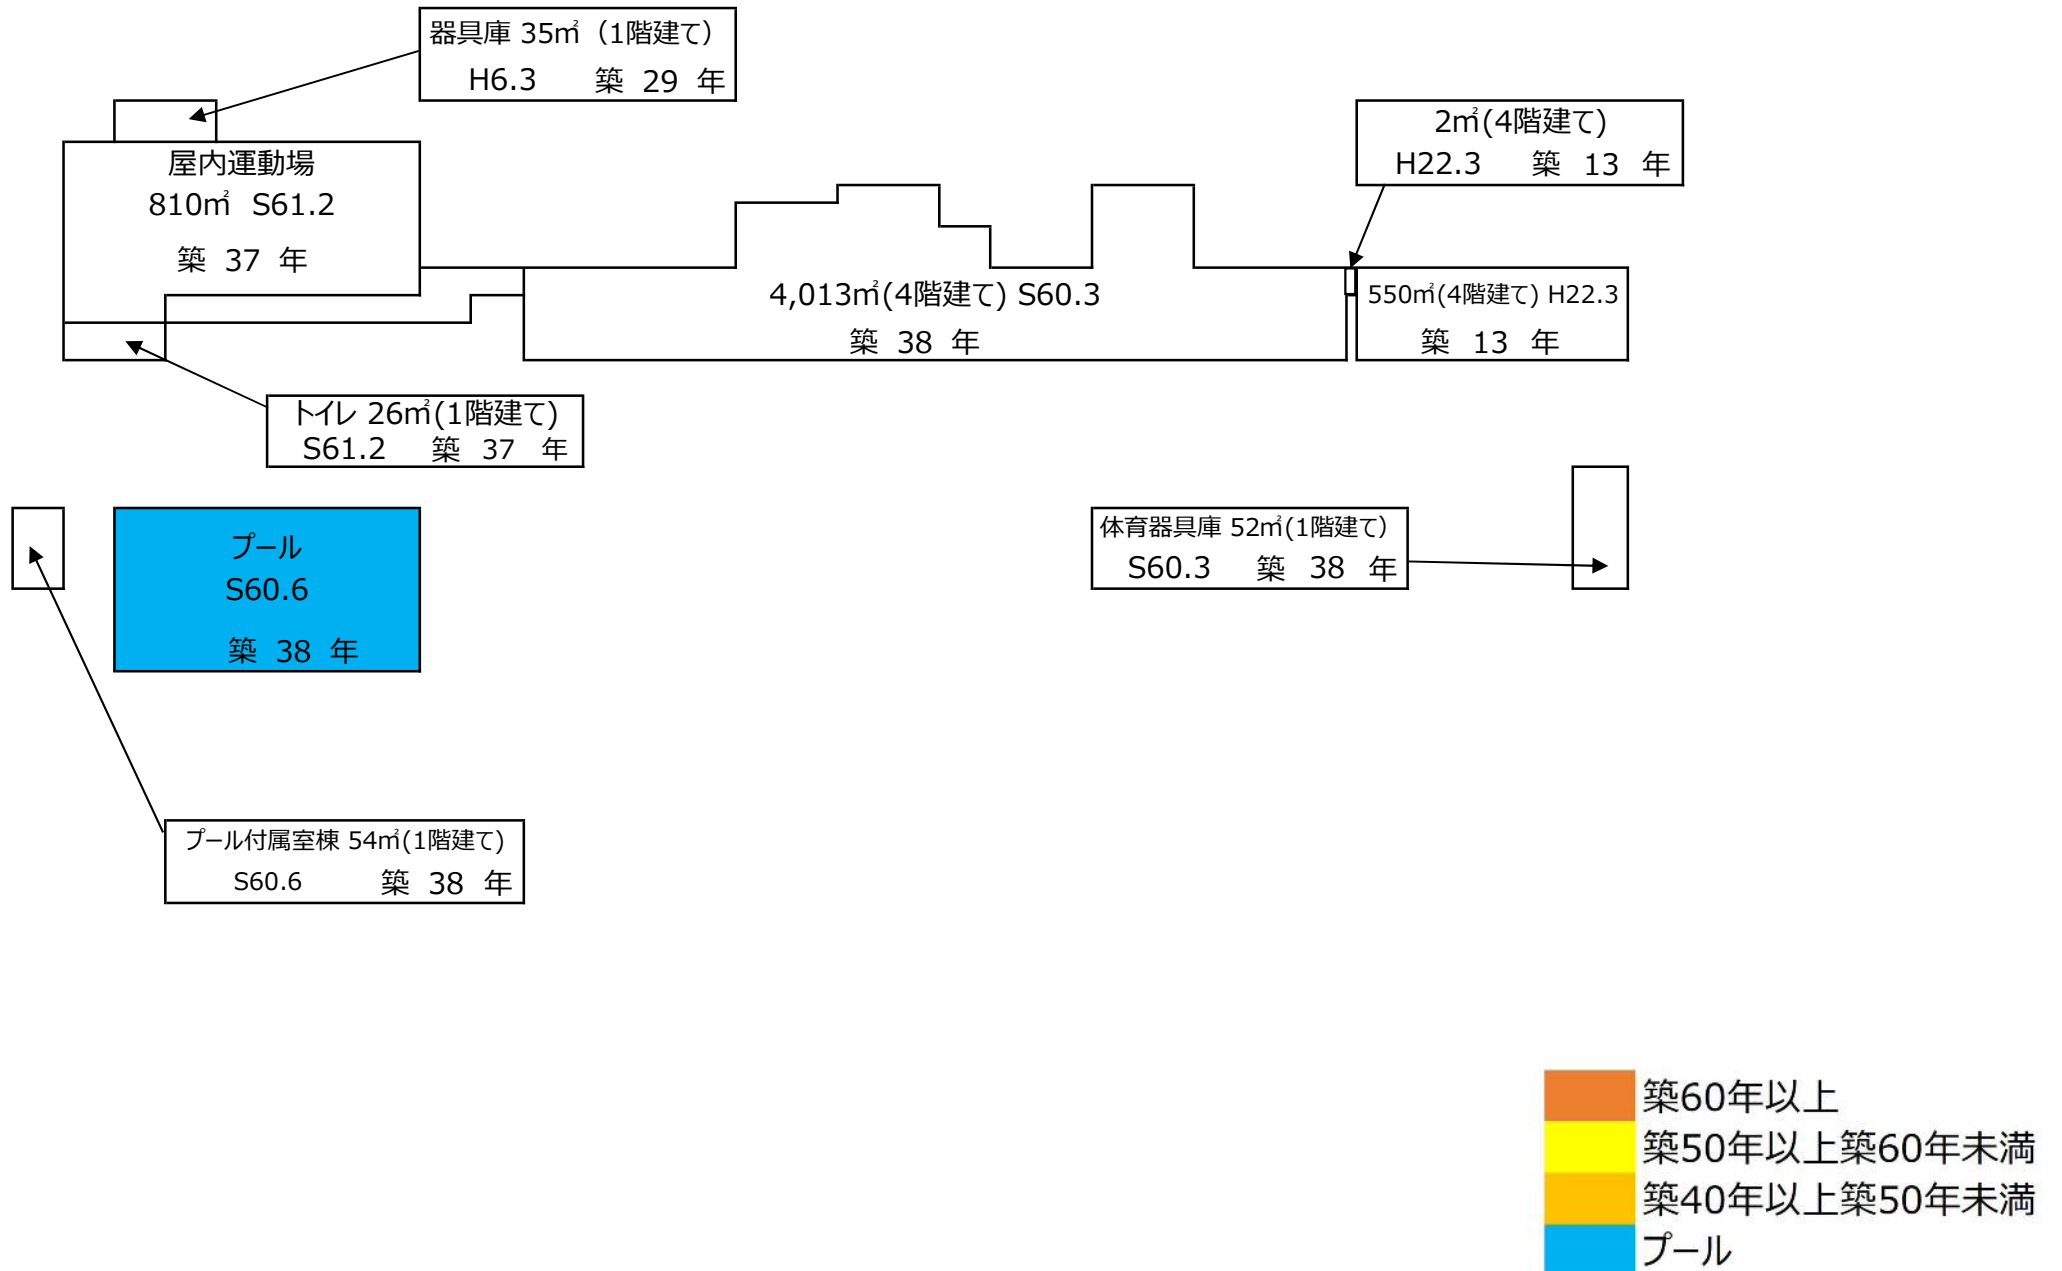 器具庫 35㎡（1階建て）
H6.3 築 29 年
2㎡(4階建て)
H22.3 築 13 年
屋内運動場
810㎡ S61.2
築 37 年
4,013㎡(4階建て) S60.3
築 38 年
550㎡(4階建て) H22.3
築 13 年
トイレ 26㎡(1階建て)
S61.2 築 37 年
プール
S60.6
築 38 年
体育器具庫 52㎡(1階建て)
S60.3 築 38 年
プール付属室棟 54㎡(1階建て)
S60.6 築 38 年
築60年以上
築50年以上築60年未満
築40年以上築50年未満
プール